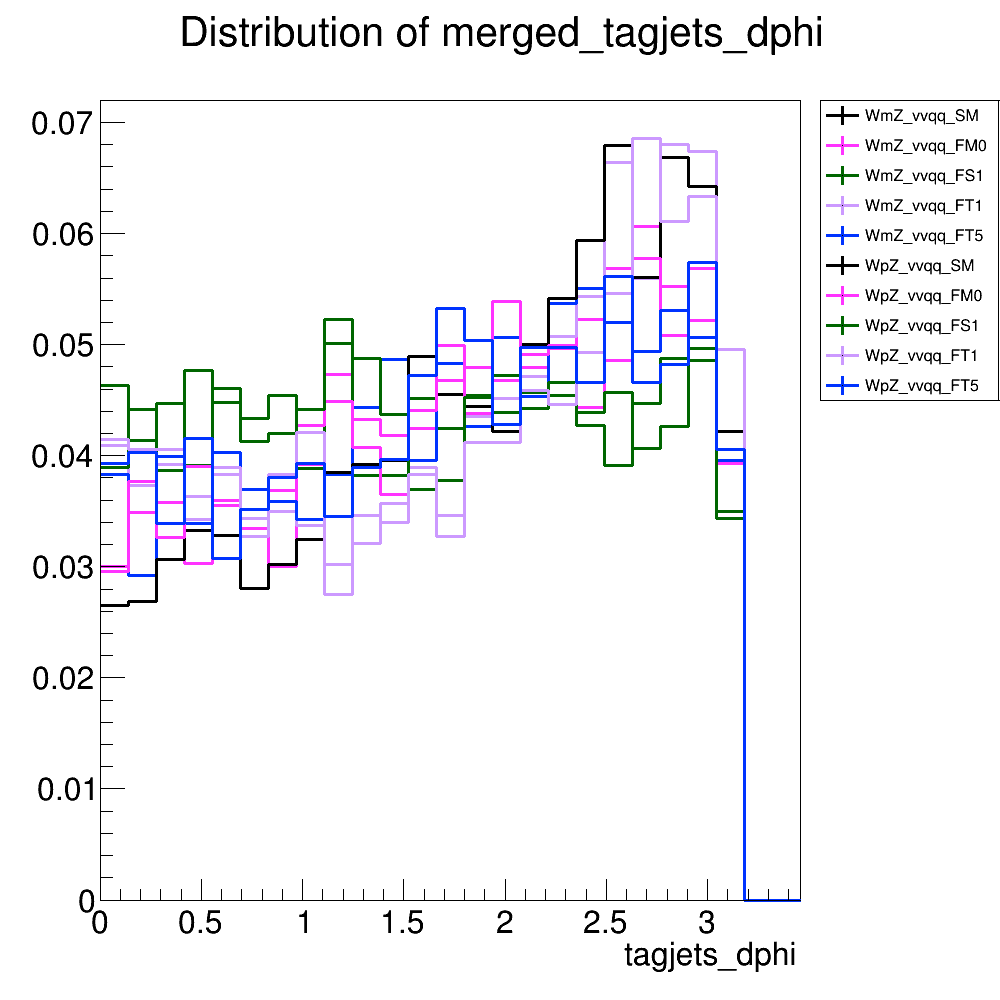 Distribution of merged_tagjets_dphi
0.07
0.06
0.05
0.04
0.03
0.02
0.01
0
0 0.5 1 1.5 2 2.5 3
tagjets_dphi
WmZ_vvqq_SM
WmZ_vvqq_FM0
WmZ_vvqq_FS1
WmZ_vvqq_FT1
WmZ_vvqq_FT5
WpZ_vvqq_SM
WpZ_vvqq_FM0
WpZ_vvqq_FS1
WpZ_vvqq_FT1
WpZ_vvqq_FT5